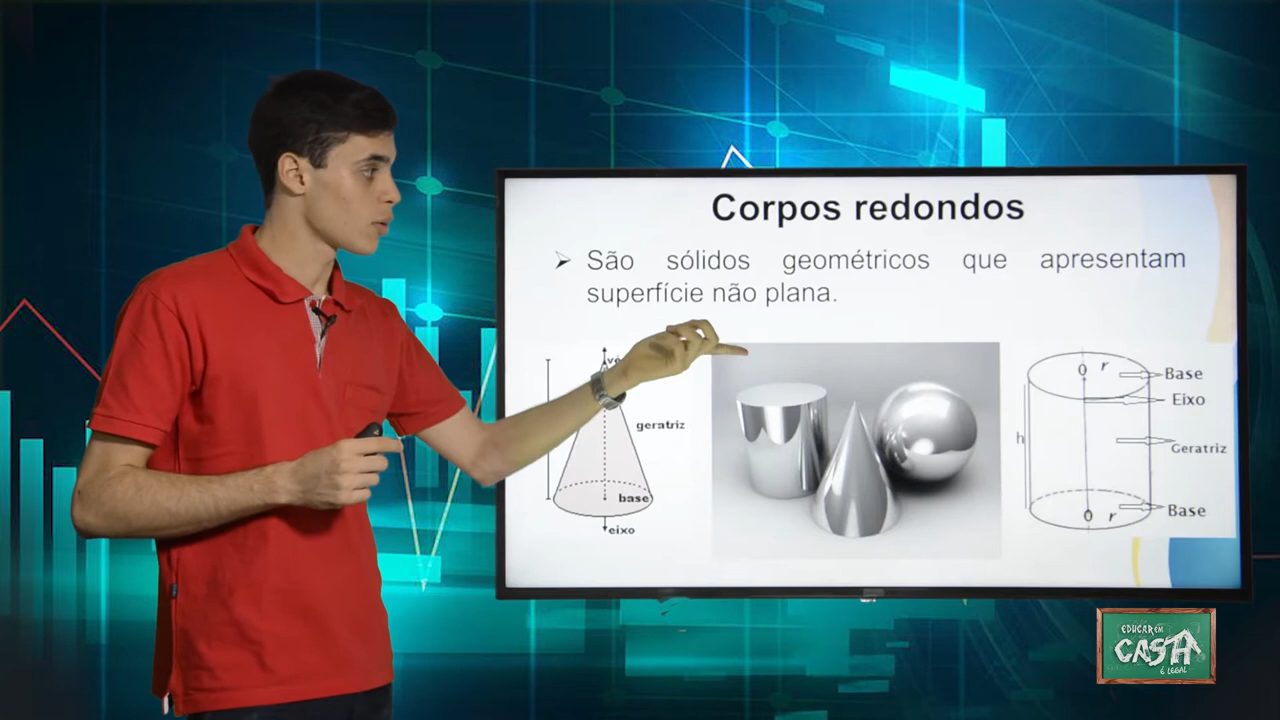 Corpos redondos
São sólidos geométricos que apresentam
superfície não plana.
geratriz
base
eixo
0 r
Base
Eixo
h
Geratriz
0 r
Base
EDUCAR EM
CASA
É LEGAL